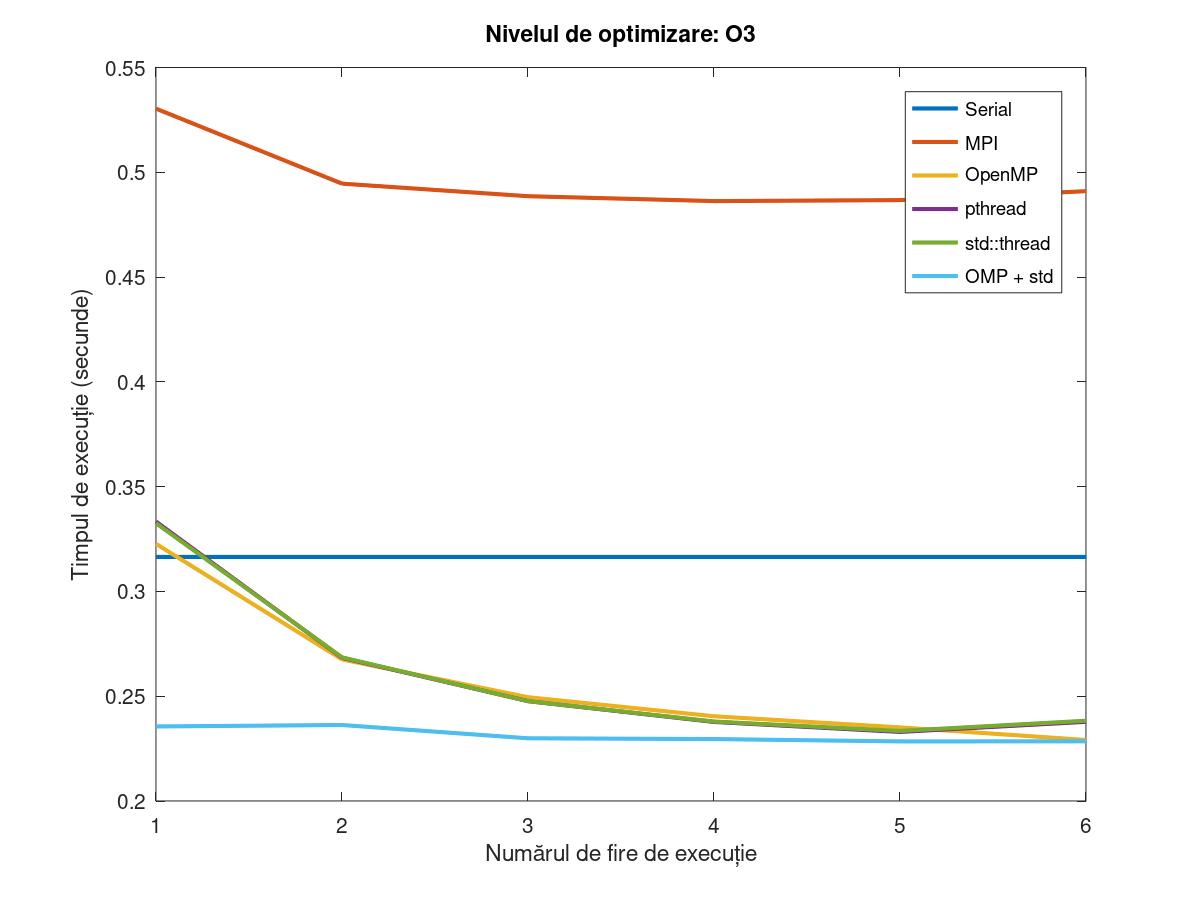 Nivelul de optimizare: O3
0.55
0.5
0.45
0.4
0.35
0.3
0.25
0.2
Timpul de execuție (secunde)
Serial
MPI
OpenMP
pthread
std::thread
OMP + std
1 2 3 4 5 6
Numărul de fire de execuție